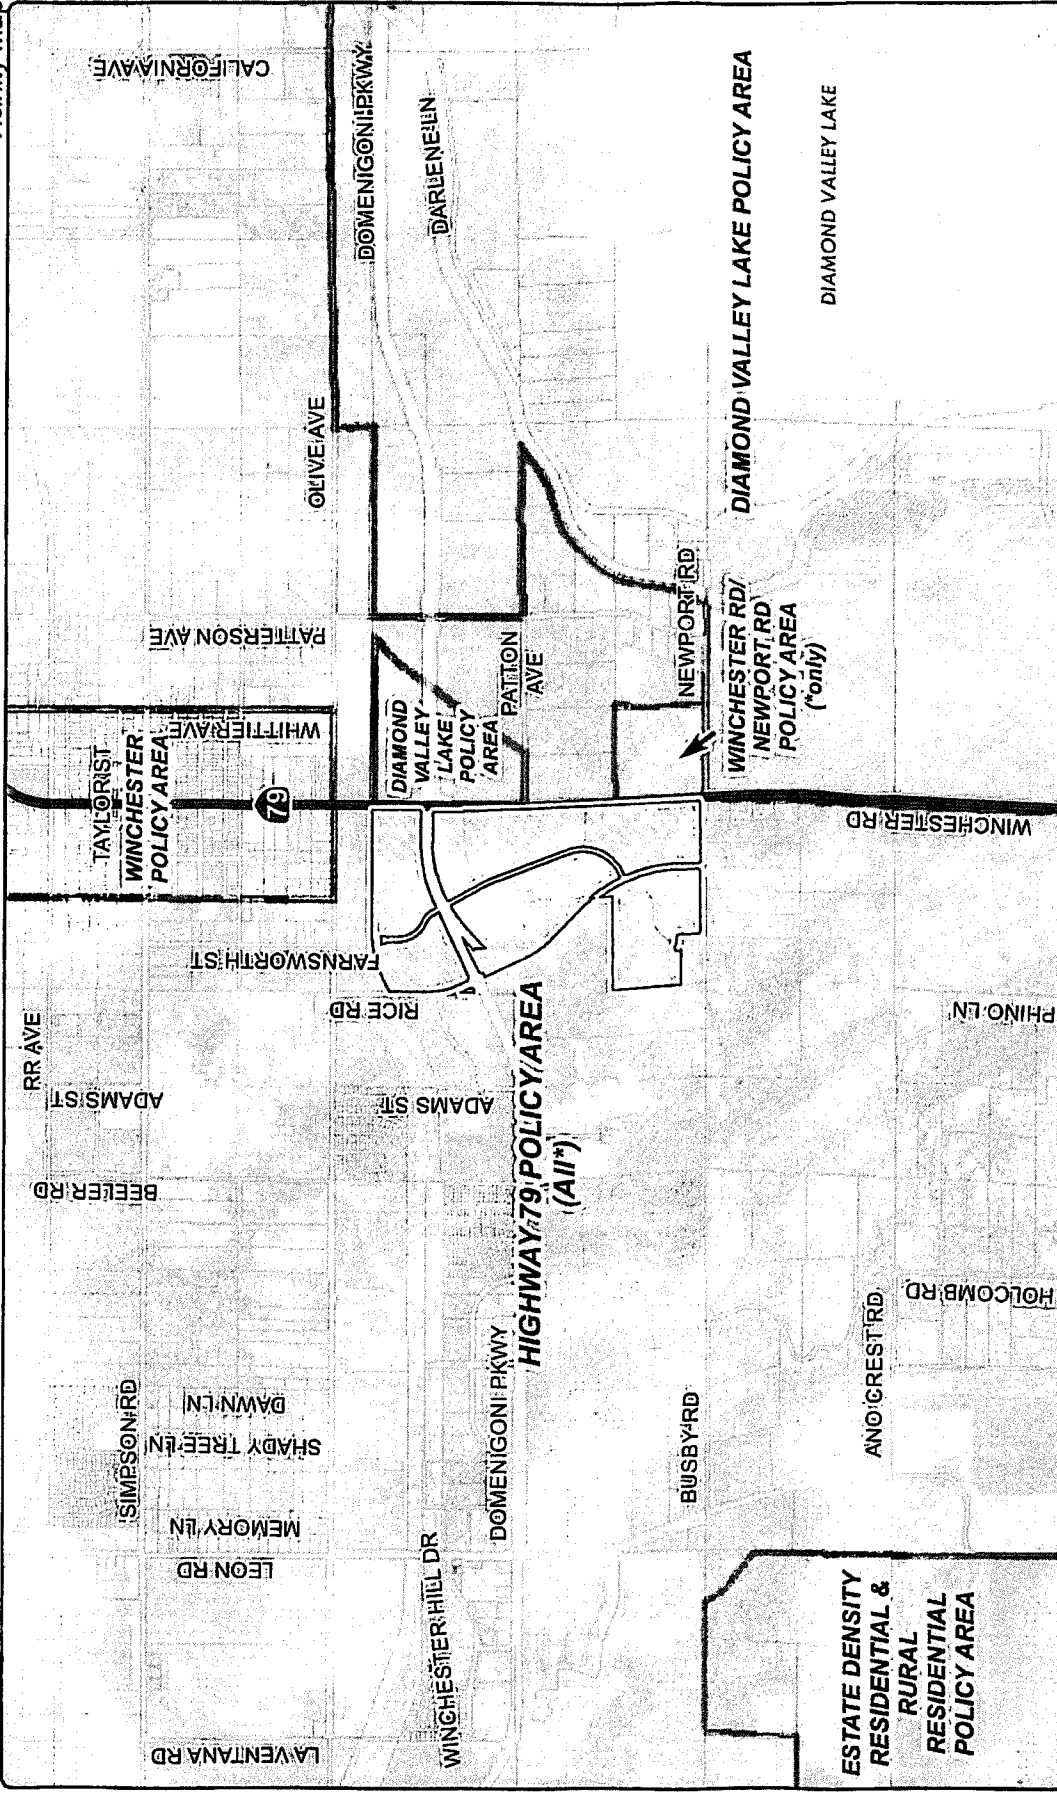 CALIFORNIA AVE
DOMENIGONI PKWY
DARLENE LN
DIAMOND VALLEY LAKE POLICY AREA
DIAMOND VALLEY LAKE
OLIVE AVE
PATTERSON AVE
WHITTIER AVE
TAYLOR ST
WINCHESTER
POLICY AREA
79
DIAMOND
VALLEY
LAKE
POLICY
AREA
PATTON
AVE
NEWPORT RD
WINCHESTER RD/
NEWPORT RD
POLICY AREA
(*only)
WINCHESTER RD
FARNSWORTH ST
RICE RD
RR AVE
ADAMS ST
ADAMS ST
BEELER RD
HIGHWAY 79 POLICY AREA
(All*)
RHINO LN
HOLCOMB RD
ANO CREST RD
SIMPSON RD
DAWN LN
SHADY TREE LN
MEMORY LN
LEON RD
DOMENIGONI PKWY
WINCHESTER HILL DR
BUSBY RD
LA VENTANA RD
ESTATE DENSITY
RESIDENTIAL &
RURAL
RESIDENTIAL
POLICY AREA